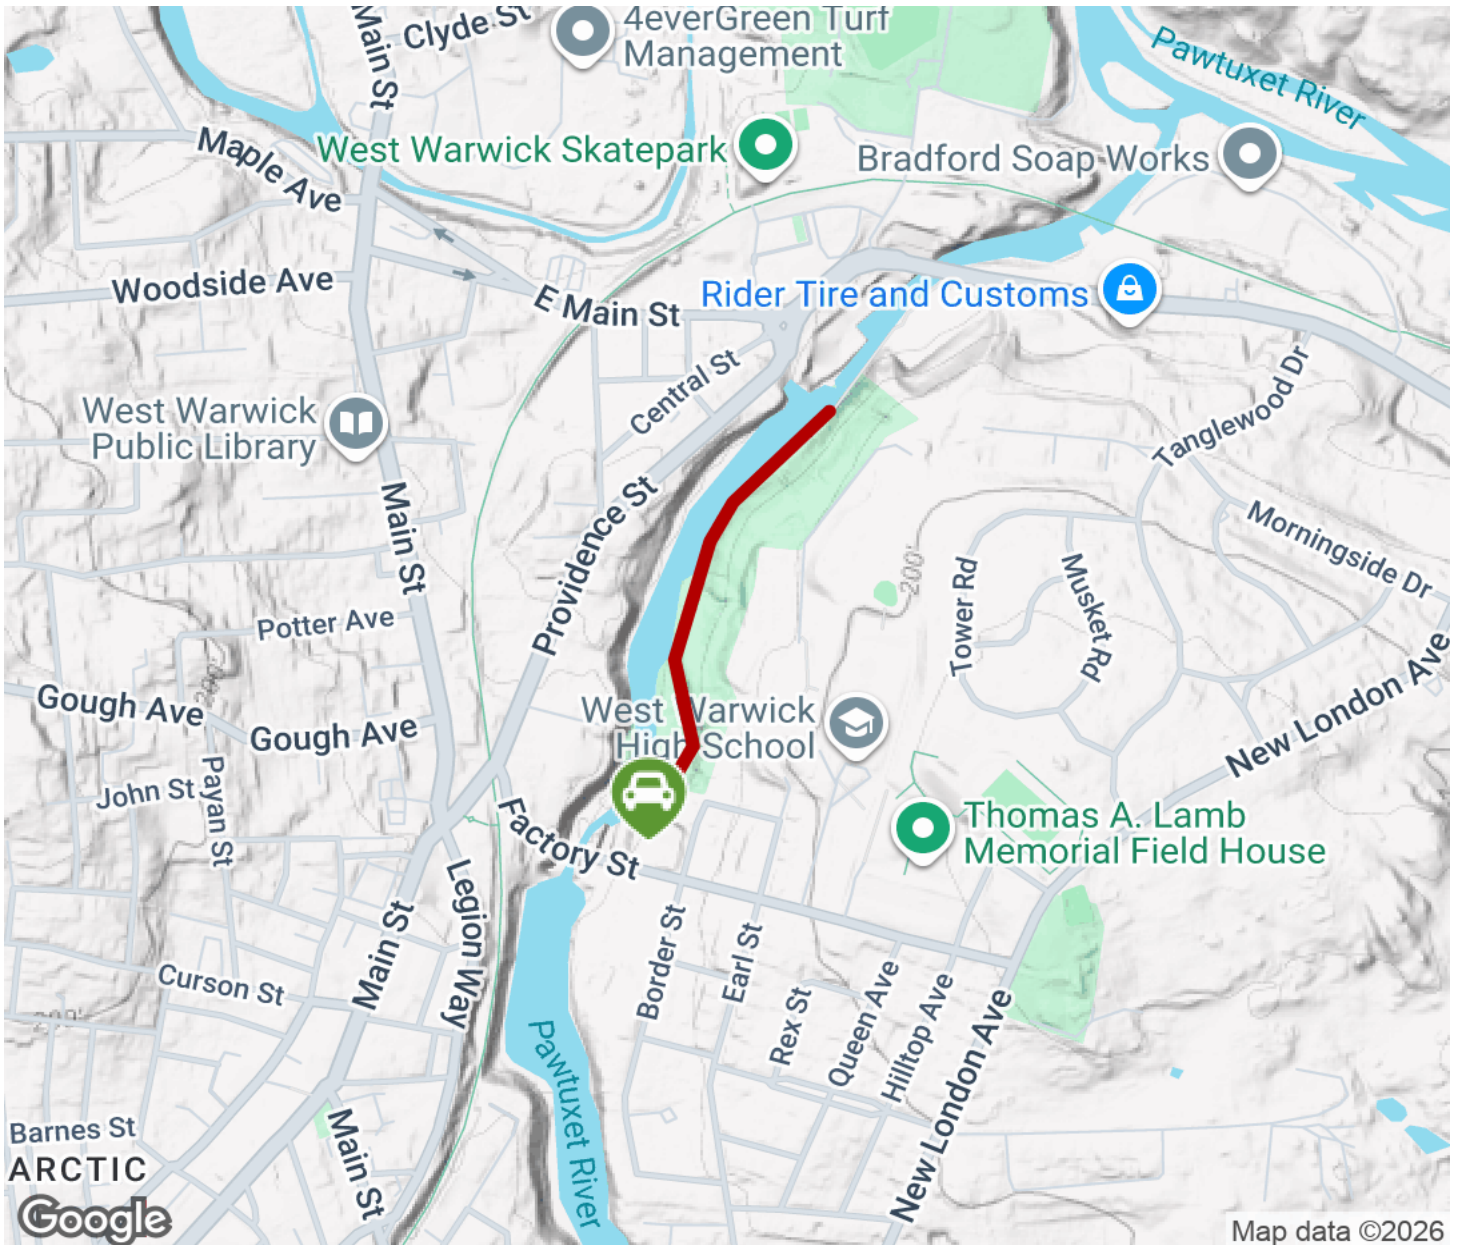 Clyde St
Main St
4everGreen Turf
Management
Pawtuxet River
Maple Ave
West Warwick Skatepark
Bradford Soap Works
Woodside Ave
E Main St
Rider Tire and Customs
Central St
Tanglewood Dr
West Warwick
Public Library
Main St
Providence St
Morningside Dr
200'
Tower Rd
Musket Rd
Potter Ave
Gough Ave
Gough Ave
West Warwick
High School
New London Ave
John St
Payan St
Factory St
Thomas A. Lamb
Memorial Field House
Legion Way
Main St
Border St
Earl St
Curson St
Rex St
Queen Ave
Hilltop Ave
New London Ave
Pawtuxet River
Barnes St
ARCTIC
Main St
Google
Map data ©2026